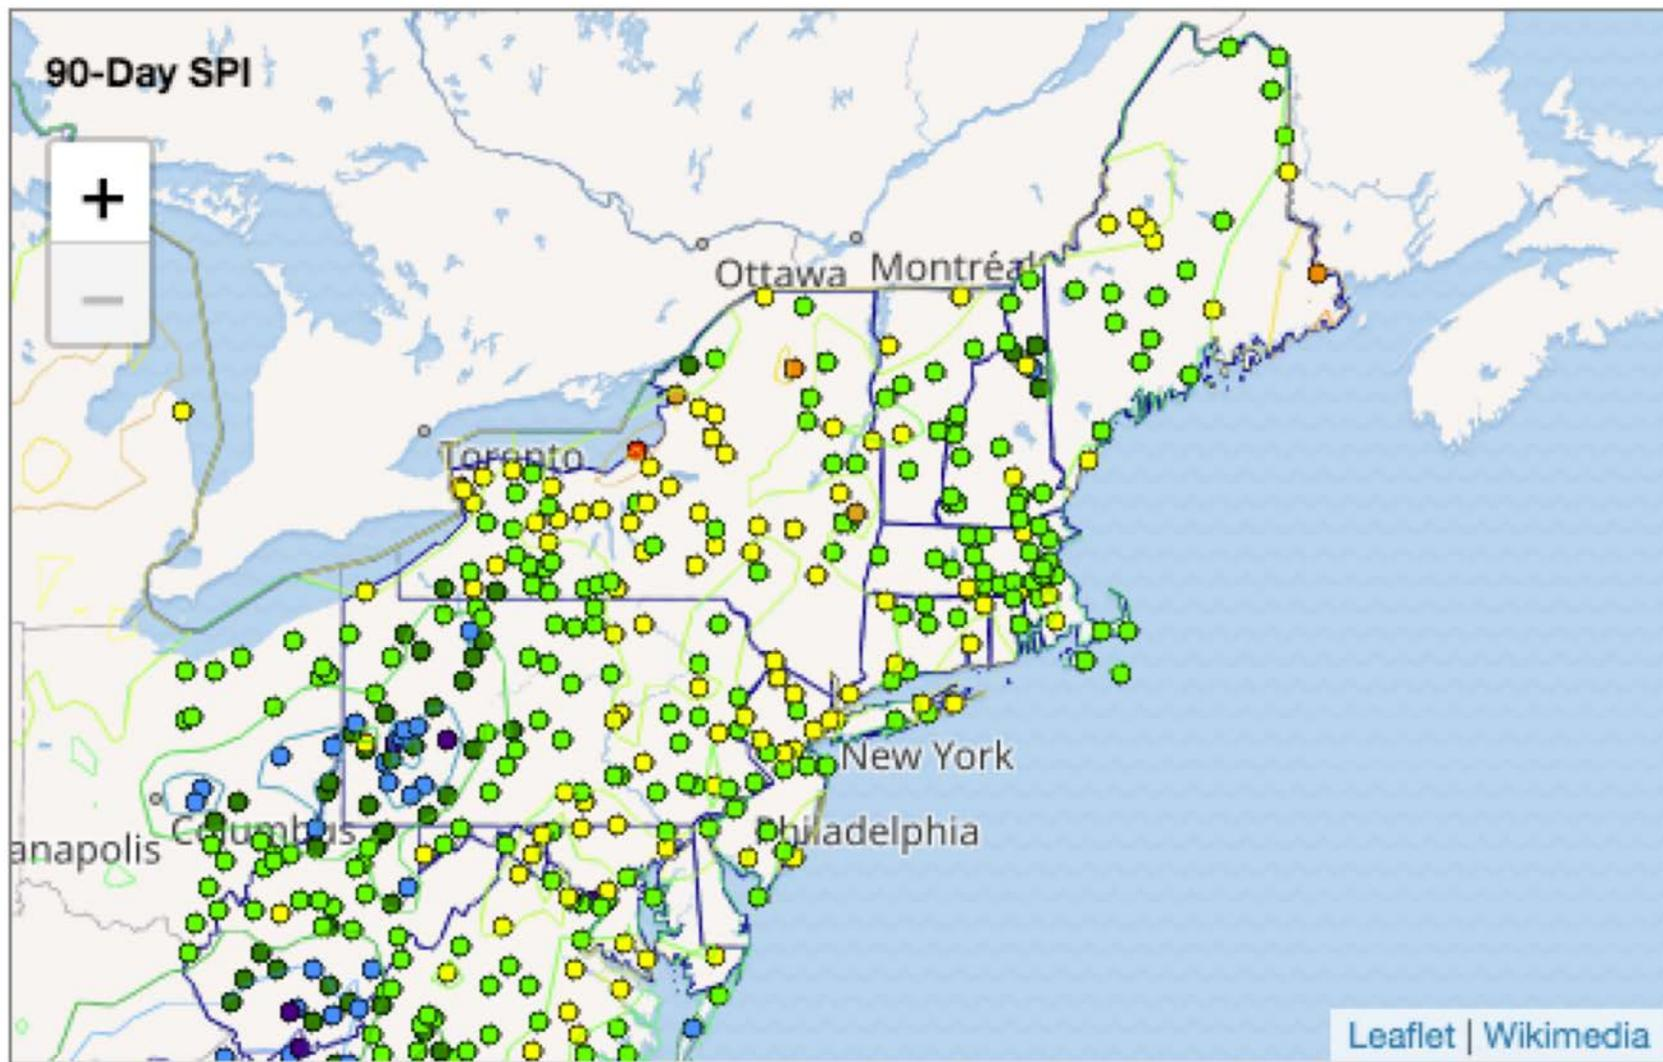 90-Day SPI
+
−
Ottawa
Montréal
Toronto
New York
Columbus
Philadelphia
anapolis
Leaflet | Wikimedia